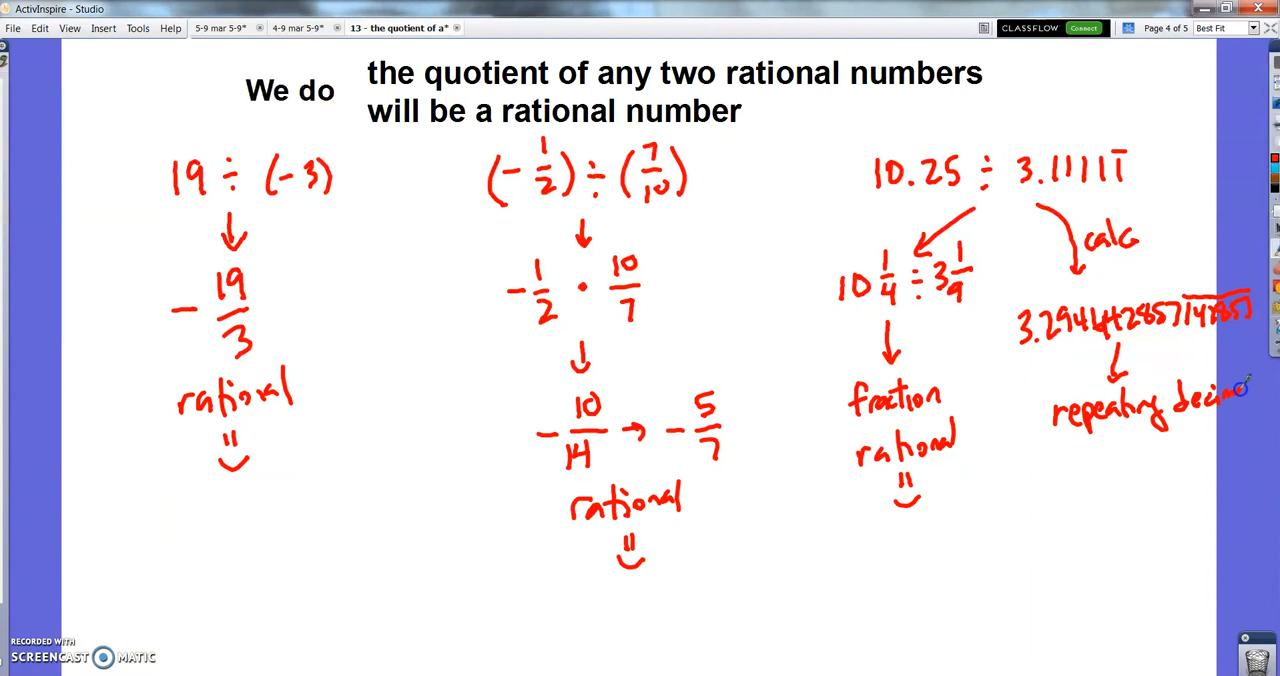 ActivInspire - Studio
File Edit View Insert Tools Help
5-9 mar 5-9* 4-9 mar 5-9* 13 - the quotient of a*
CLASSFLOW Connect
Page 4 of 5 Best Fit
We do
the quotient of any two rational numbers
will be a rational number
19 ÷ (-3)
- 19/3
rational
(-1/2) ÷ (7/10)
-1/2 · 10/7
-10/14 → -5/7
rational
10.25 ÷ 3.11111̅
10 1/4 ÷ 3 1/9
fraction
rational
calc
repeating
RECORDED WITH
SCREENCAST MATIC